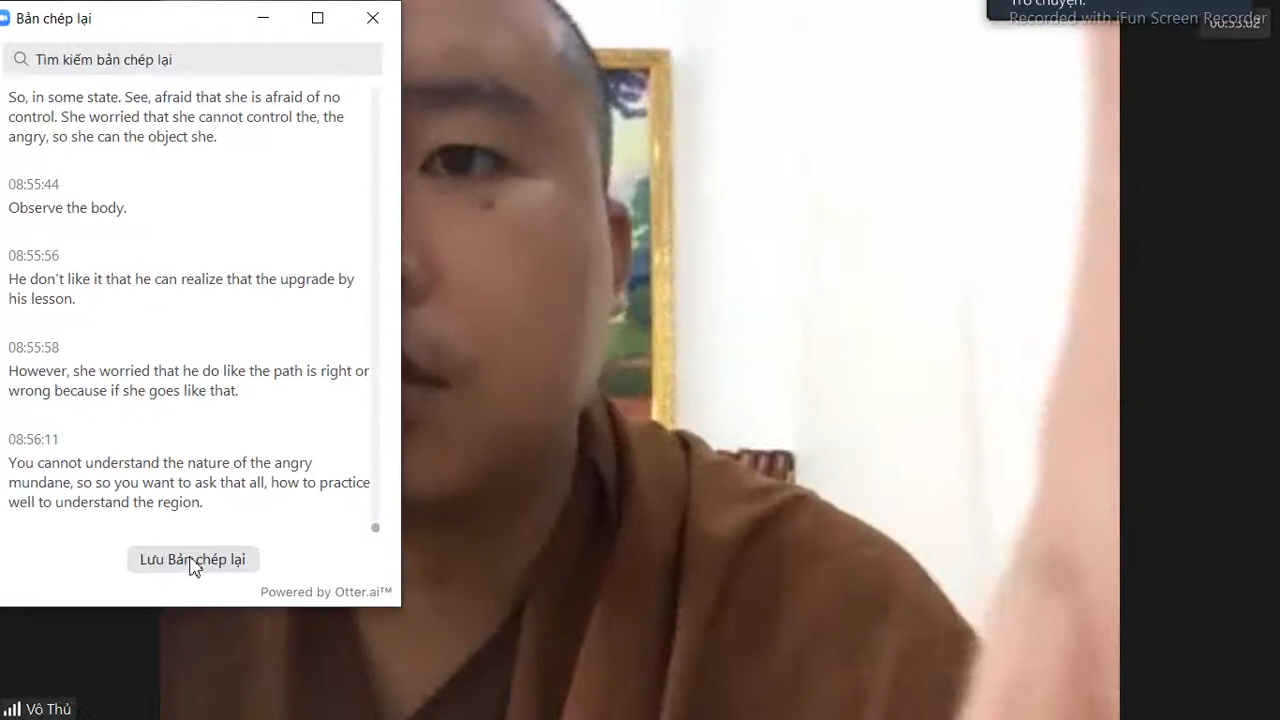 Bản chép lại
Trò chuyện.
Recorded with iFun Screen Recorder
00:53:02
Tìm kiếm bản chép lại
So, in some state. See, afraid that she is afraid of no
control. She worried that she cannot control the, the
angry, so she can the object she.
08:55:44
Observe the body.
08:55:56
He don't like it that he can realize that the upgrade by
his lesson.
08:55:58
However, she worried that he do like the path is right or
wrong because if she goes like that.
08:56:11
You cannot understand the nature of the angry
mundane, so so you want to ask that all, how to practice
well to understand the region.
Lưu Bản chép lại
Powered by Otter.ai™
Vô Thủ